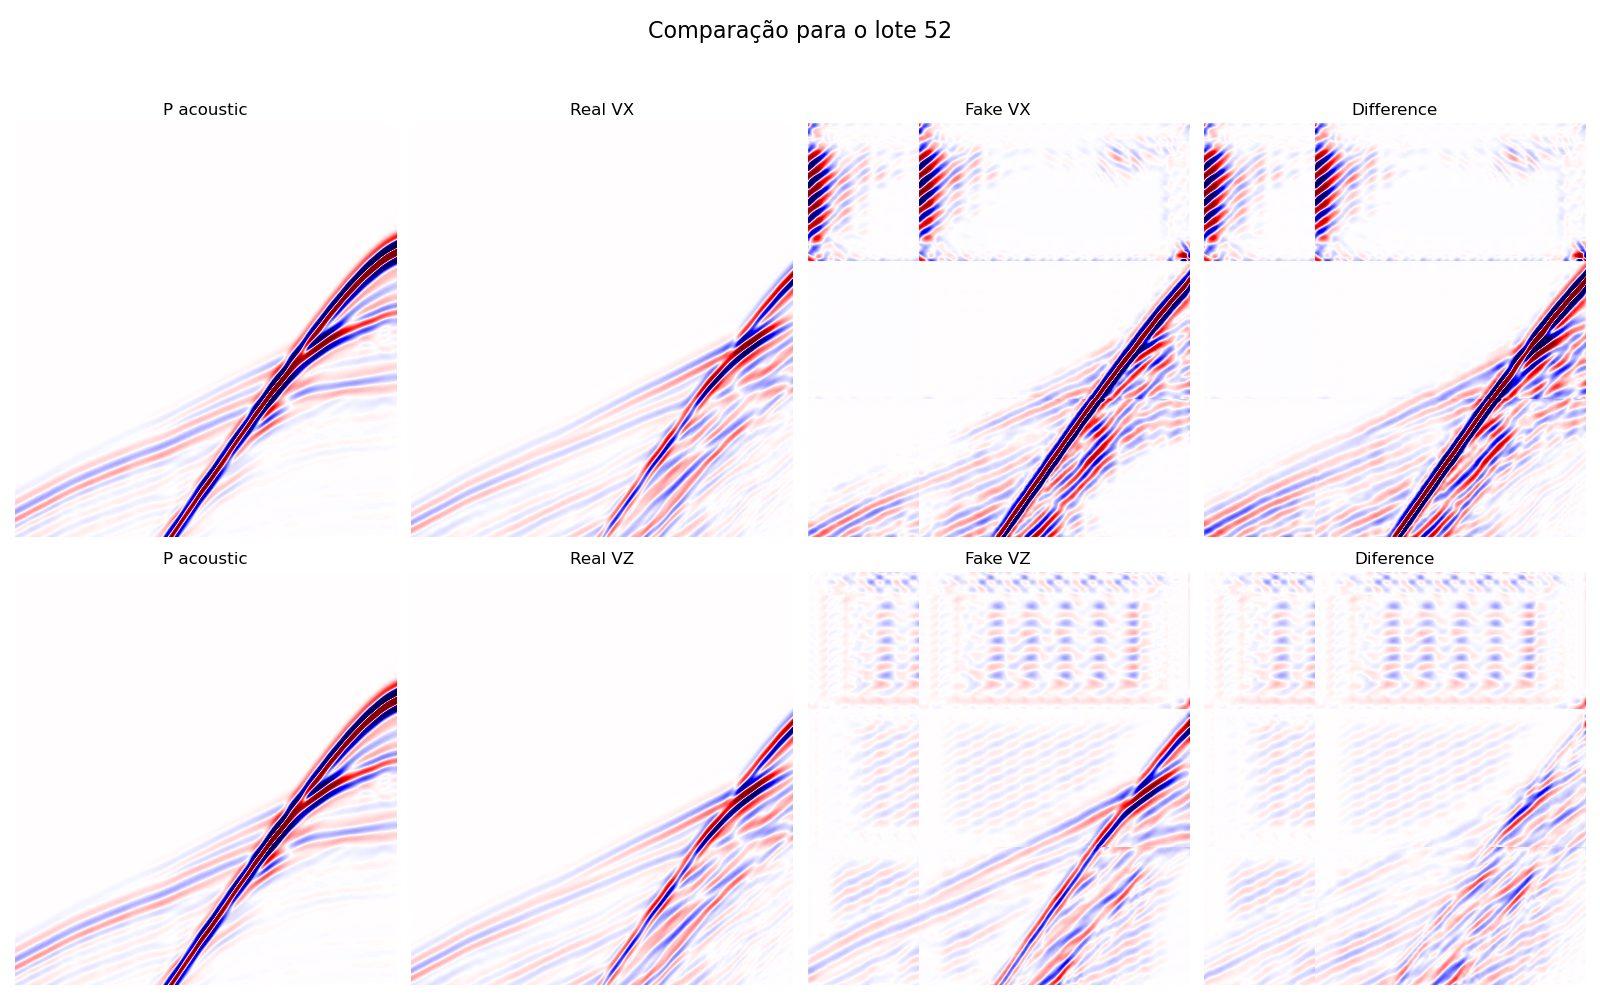 Comparação para o lote 52
P acoustic
Real VX
Fake VX
Difference
P acoustic
Real VZ
Fake VZ
Diference